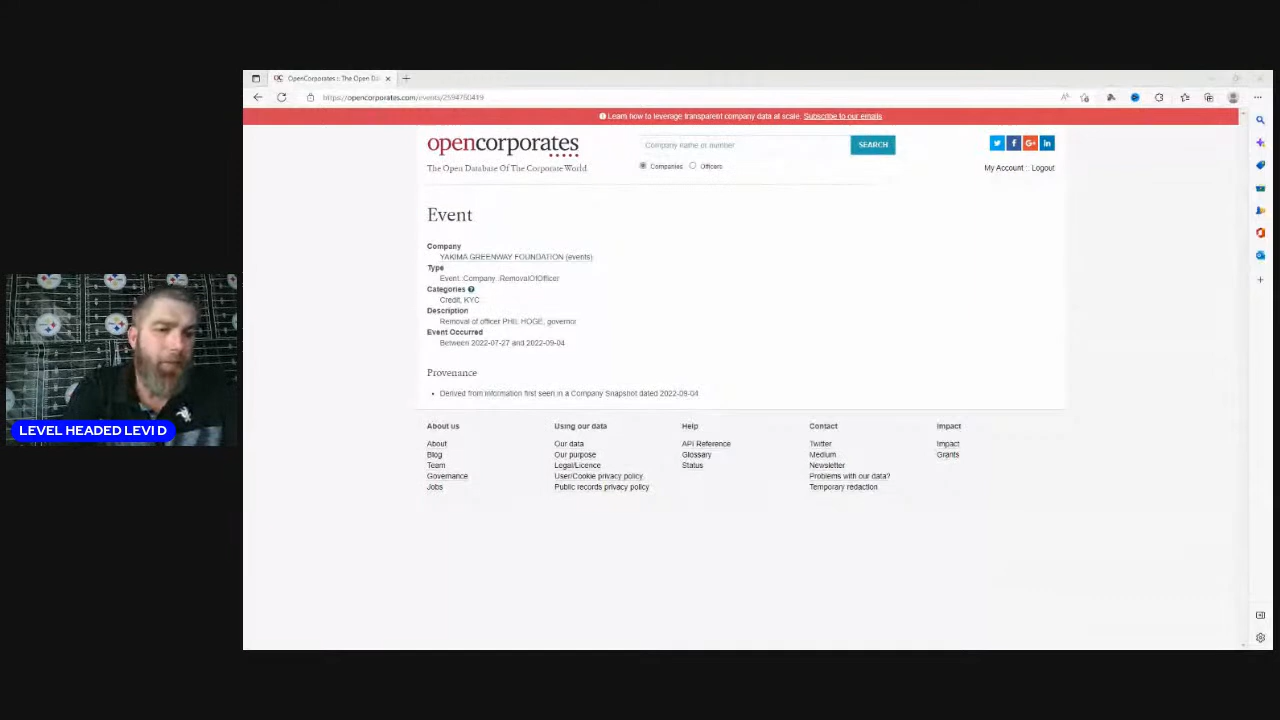 OpenCorporates :: The Open Da
https://opencorporates.com/events/2594760419
Learn how to leverage transparent company data at scale. Subscribe to our emails
opencorporates
The Open Database Of The Corporate World
Company name or number
SEARCH
Companies
Officers
My Account :: Logout
Event
Company
YAKIMA GREENWAY FOUNDATION (events)
Type
Event::Company::RemovalOfOfficer
Categories
Credit, KYC
Description
Removal of officer PHIL HOGE, governor
Event Occurred
Between 2022-07-27 and 2022-09-04
Provenance
Derived from information first seen in a Company Snapshot dated 2022-09-04
LEVEL HEADED LEVI D
About us
About
Blog
Team
Governance
Jobs
Using our data
Our data
Our purpose
Legal/Licence
User/Cookie privacy policy
Public records privacy policy
Help
API Reference
Glossary
Status
Contact
Twitter
Medium
Newsletter
Problems with our data?
Temporary redaction
Impact
Impact
Grants